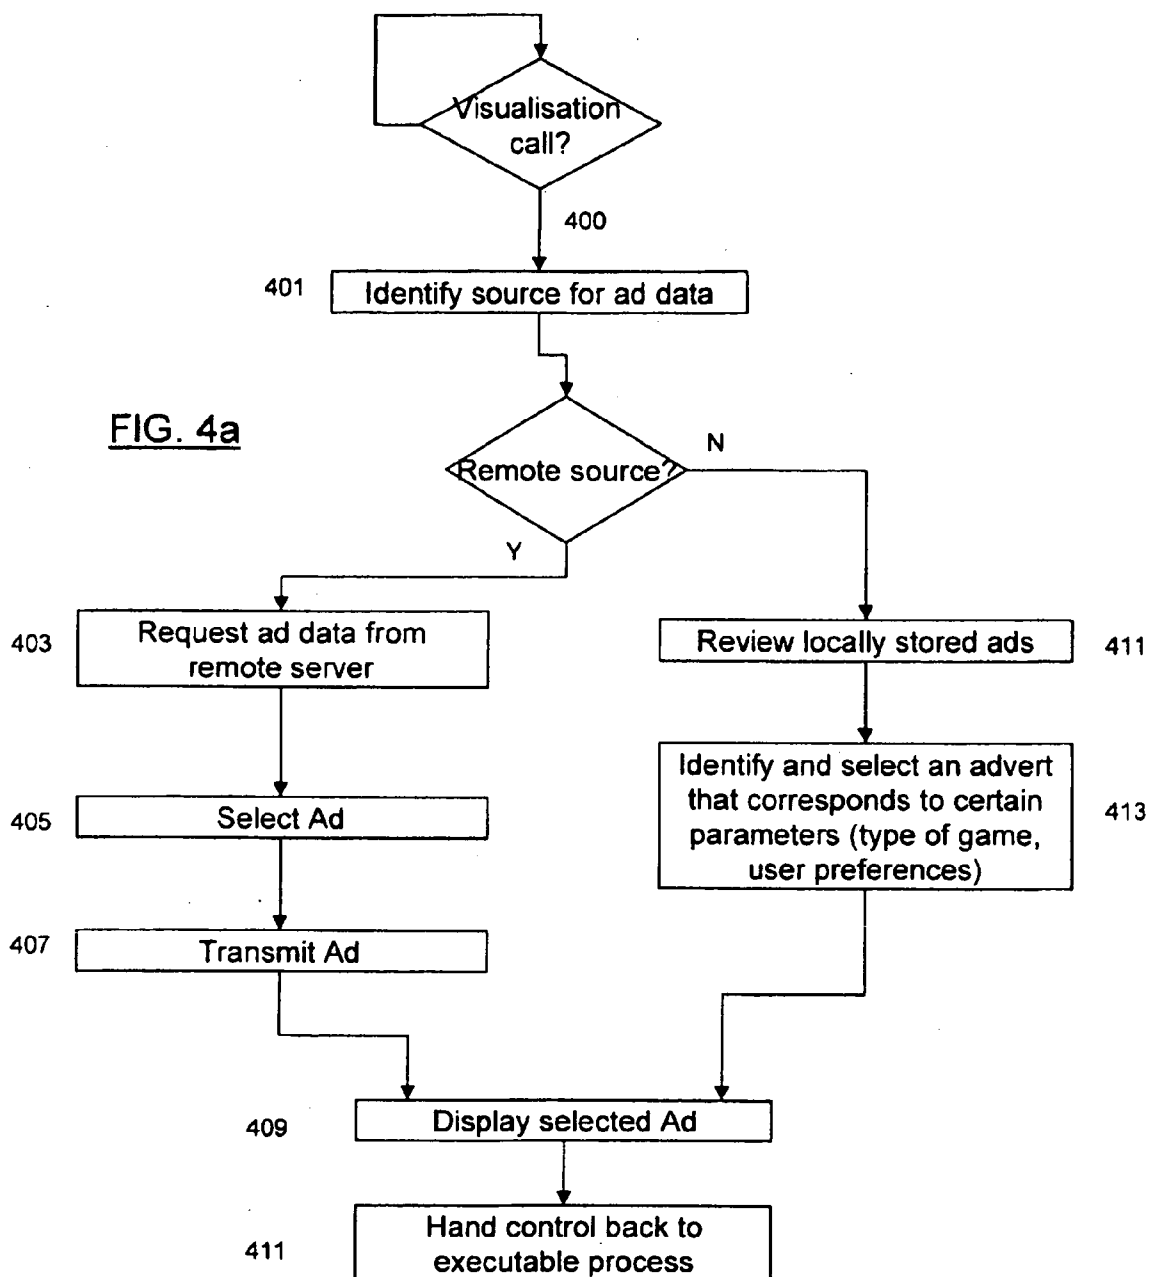 Visualisation
call?
400
401
Identify source for ad data
FIG. 4a
N
Remote source?
Y
403
Request ad data from
remote server
Review locally stored ads
411
Identify and select an advert
that corresponds to certain
parameters (type of game,
user preferences)
413
405
Select Ad
407
Transmit Ad
409
Display selected Ad
411
Hand control back to
executable process